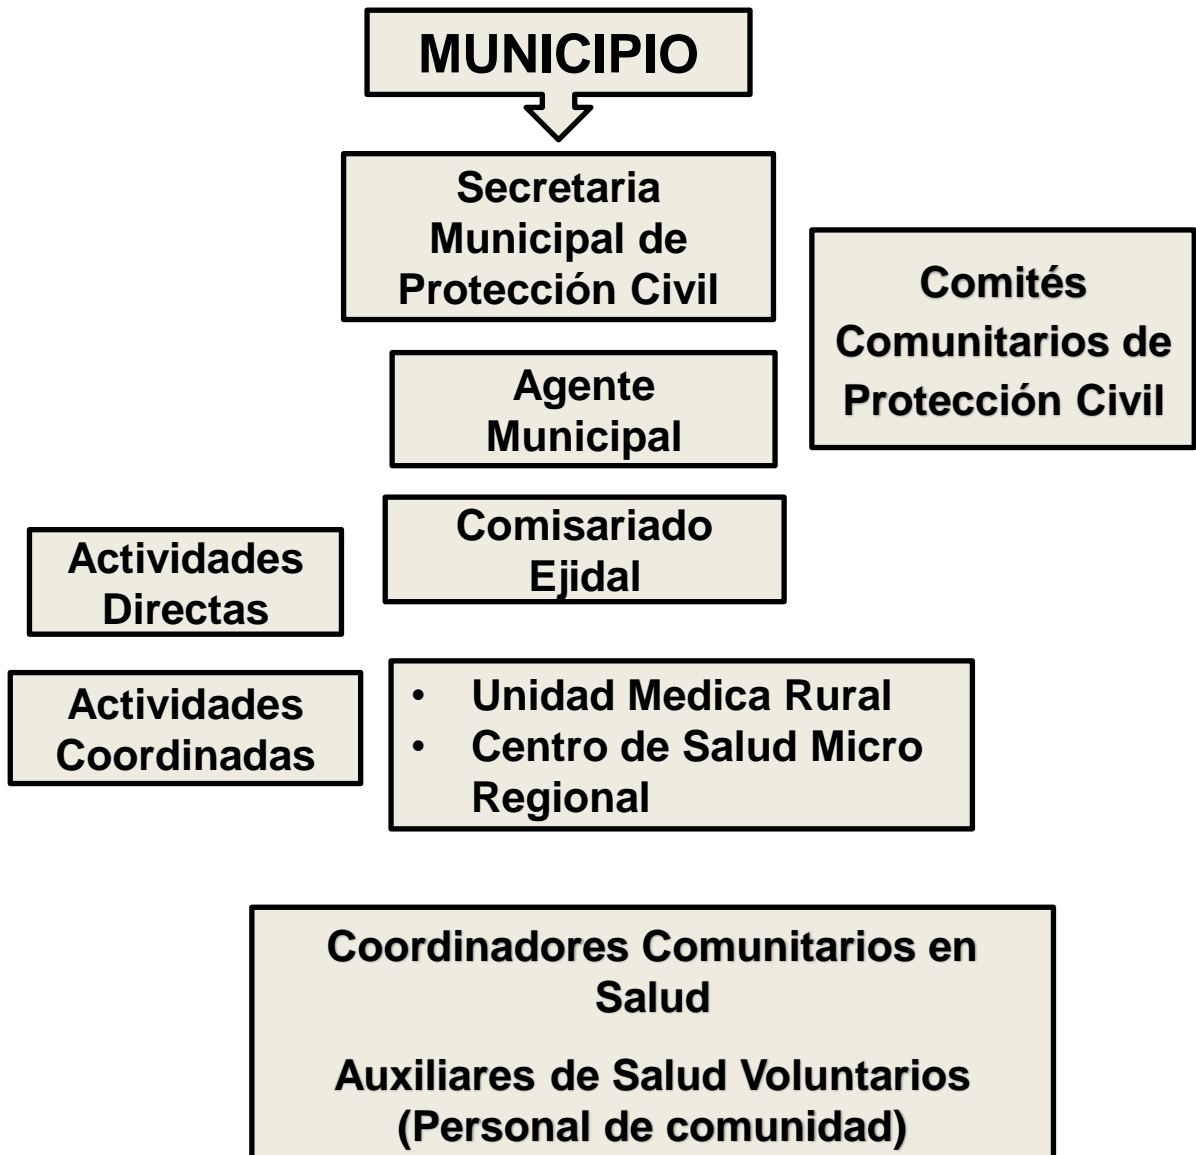 MUNICIPIO
Secretaria
Municipal de
Protección Civil
Comités
Comunitarios de
Protección Civil
Agente
Municipal
Comisariado
Ejidal
Actividades
Directas
Actividades
Coordinadas
• Unidad Medica Rural
• Centro de Salud Micro
Regional
Coordinadores Comunitarios en
Salud
Auxiliares de Salud Voluntarios
(Personal de comunidad)